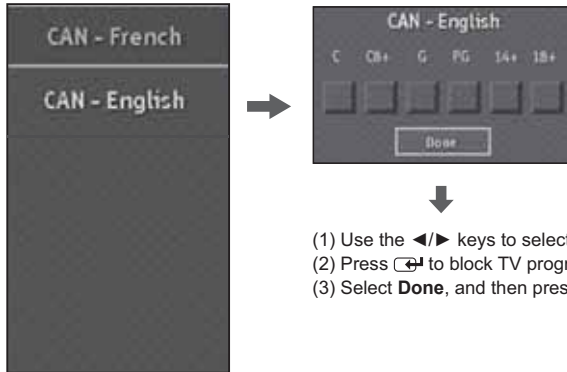 CAN - French
CAN - English
CAN - English
C C8+ G PG 14+ 18+
Done
(1) Use the ◄/► keys to select
(2) Press to block TV progr
(3) Select Done, and then pres